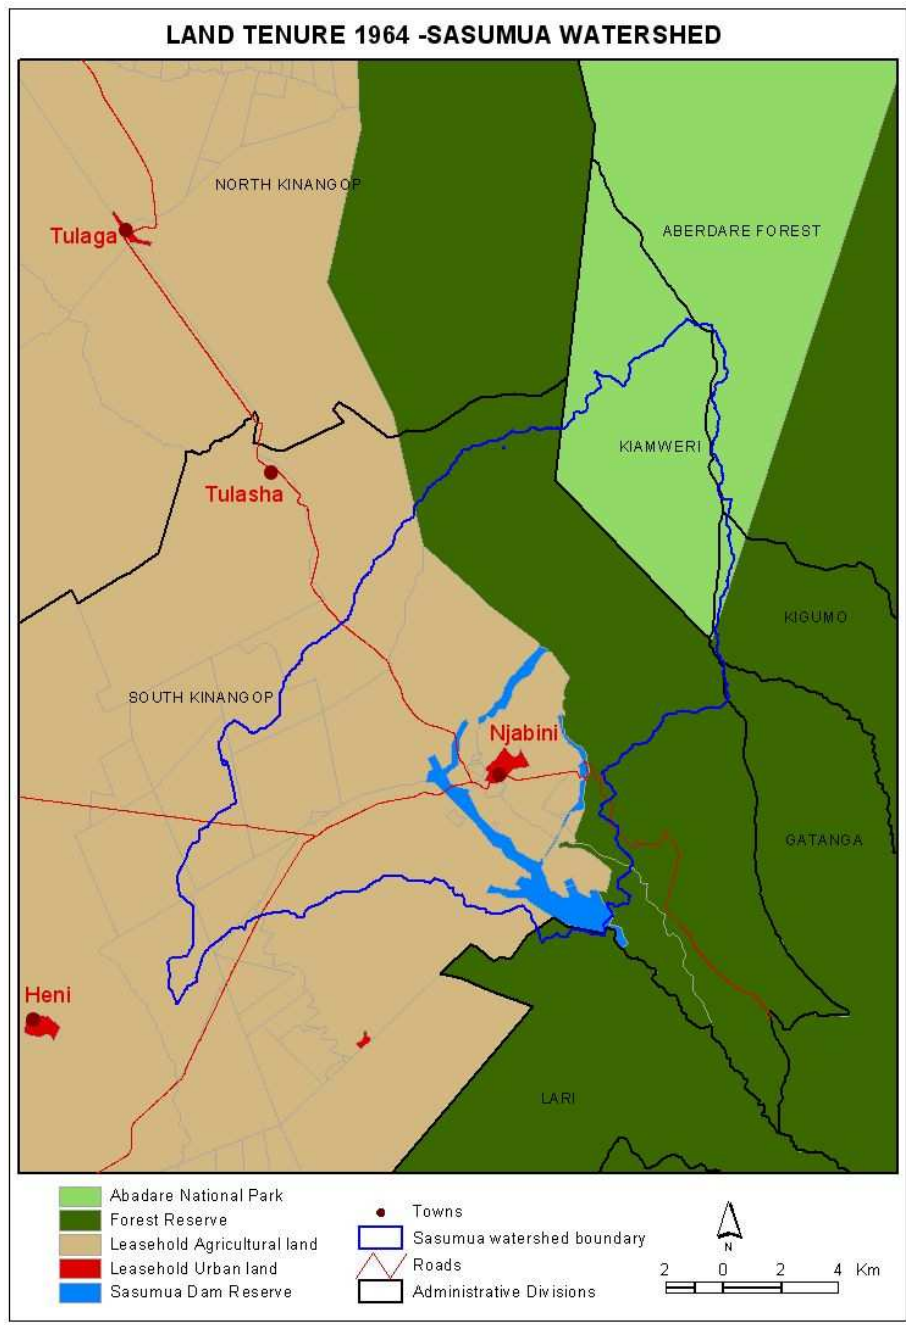 LAND TENURE 1964 -SASUMUA WATERSHED
NORTH KINANGOP
Tulaga
ABERDARE FOREST
KIAMWERI
Tulasha
KIGUMO
SOUTH KINANGOP
Njabini
GATANGA
Heni
LARI
Abadare National Park
Forest Reserve
Leasehold Agricultural land
Leasehold Urban land
Sasumua Dam Reserve
Towns
Sasumua watershed boundary
Roads
Administrative Divisions
N
2 0 2 4 Km